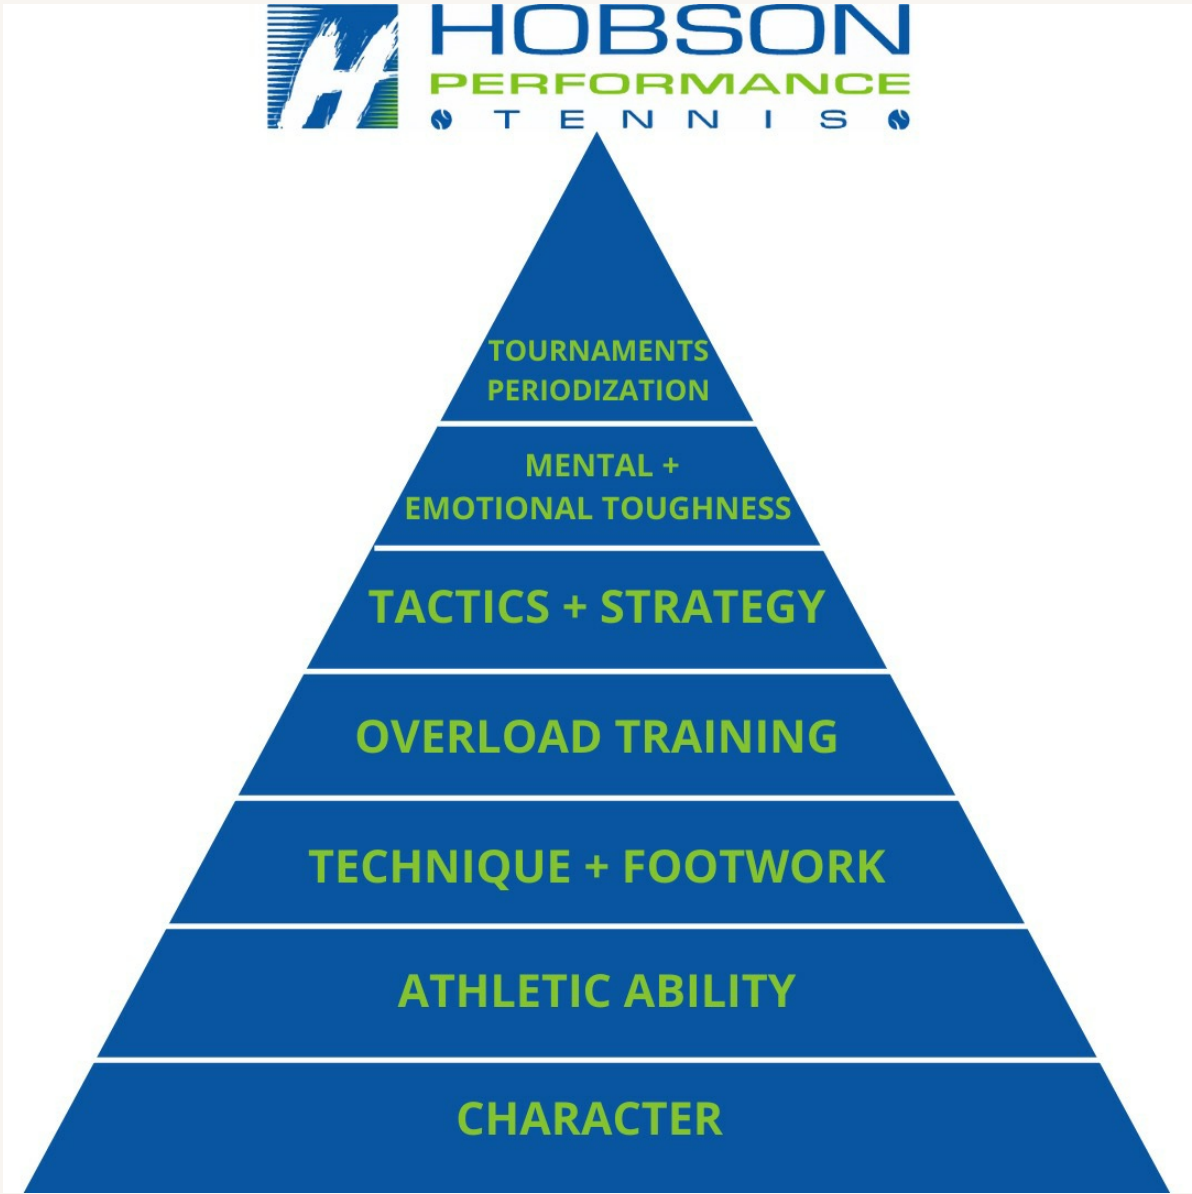 HOBSON
PERFORMANCE
TENNIS
TOURNAMENTS
PERIODIZATION
MENTAL +
EMOTIONAL TOUGHNESS
TACTICS + STRATEGY
OVERLOAD TRAINING
TECHNIQUE + FOOTWORK
ATHLETIC ABILITY
CHARACTER